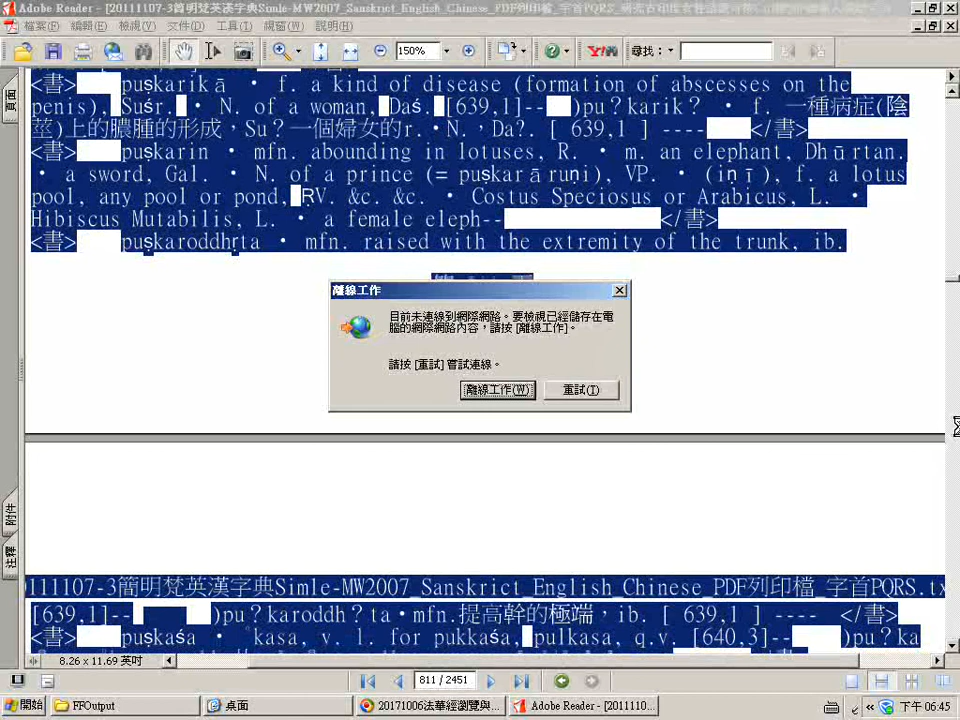 Adobe Reader - [20111107-3簡明梵英漢字典Simle-MW2007_Sanskrict_English_Chinese_PDF列印檔_字首PQRS
檔案(F) 編輯(E) 檢視(V) 文件(D) 工具(T) 視窗(W) 說明(H)
150% Y! 尋找：
頁面
<書> puṣkarikā • f. a kind of disease (formation of abscesses on the
penis), Suśr. • N. of a woman, Daś. [639,1]-- )pu？karik？ • f. 一種病症(陰
莖)上的膿腫的形成，Su？一個婦女的r.•N.，Da?. [ 639,1 ] ---- </書>
<書> puṣkarin • mfn. abounding in lotuses, R. • m. an elephant, Dhūrtan.
• a sword, Gal. • N. of a prince (= puṣkarāruṇi), VP. • (iṇī), f. a lotus
pool, any pool or pond, ṚV. &c. &c. • Costus Speciosus or Arabicus, L. •
Hibiscus Mutabilis, L. • a female eleph-- </書>
<書> puṣkaroddhṛta • mfn. raised with the extremity of the trunk, ib.
離線工作
目前未連線到網際網路。要檢視已經儲存在電
腦的網際網路內容，請按 [離線工作]。
請按 [重試] 嘗試連線。
離線工作(W) 重試(T)
附件
注釋
111107-3簡明梵英漢字典Simle-MW2007_Sanskrict_English_Chinese_PDF列印檔_字首PQRS.tx
[639,1]-- )pu？karoddh？ta•mfn.提高幹的極端，ib. [ 639,1 ] ---- </書>
<書> puṣkaśa • °kasa, v. l. for pukkaśa, pulkasa, q.v. [640,3]-- )pu？ka
8.26 x 11.69 英吋
811 / 2451
開始 FFOutput 桌面 20171006法華經瀏覽與... Adobe Reader - [2011110... 下午 06:45